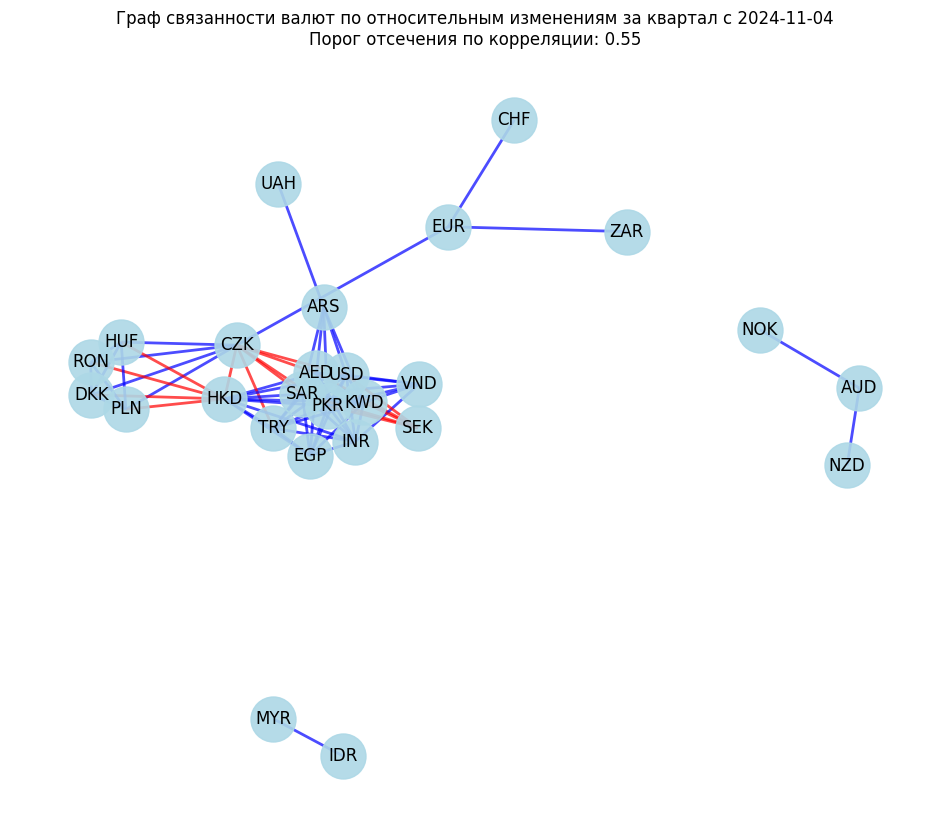 Граф связанности валют по относительным изменениям за квартал с 2024-11-04
Порог отсечения по корреляции: 0.55
CHF
UAH
EUR
ZAR
ARS
NOK
HUF
CZK
RON
AED
USD
VND
AUD
DKK
SAR
HKD
PKR
KWD
PLN
TRY
SEK
INR
EGP
NZD
MYR
IDR